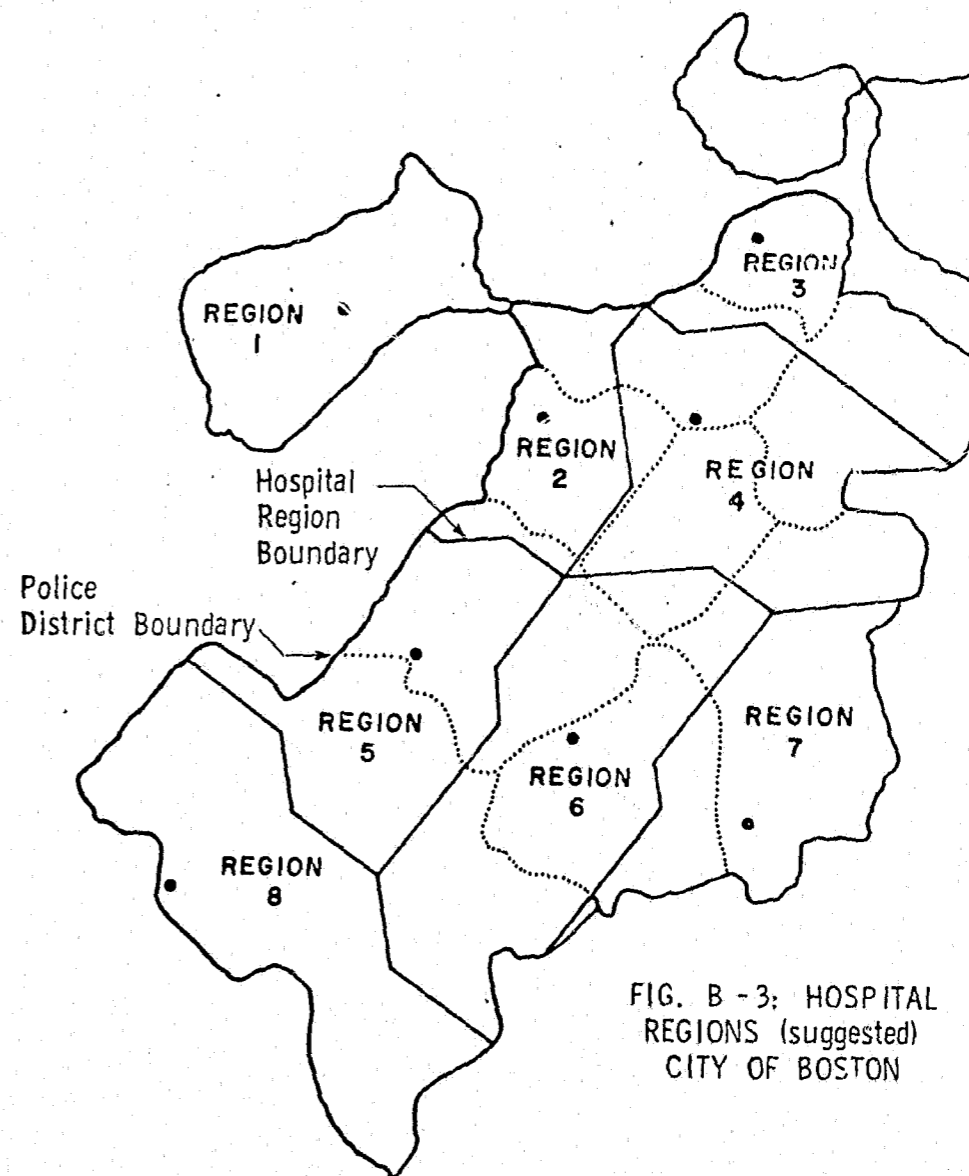 REGION
3
REGION
1
REGION
2
REGION
4
Hospital
Region
Boundary
Police
District Boundary
REGION
5
REGION
7
REGION
6
REGION
8
FIG. B-3: HOSPITAL
REGIONS (suggested)
CITY OF BOSTON